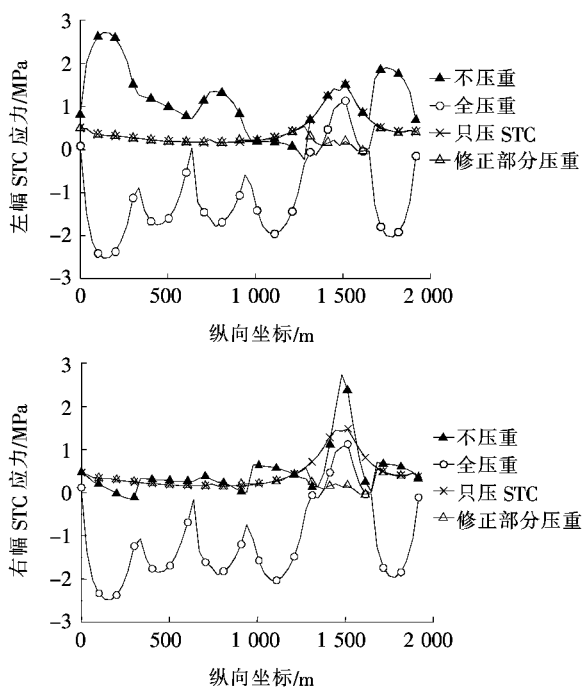 3
2
1
0
-1
-2
-3
左幅 STC 应力/MPa
0
500
1 000
1 500
2 000
纵向坐标/m
不压重
全压重
只压 STC
修正部分压重
3
2
1
0
-1
-2
-3
右幅 STC 应力/MPa
0
500
1 000
1 500
2 000
纵向坐标/m
不压重
全压重
只压 STC
修正部分压重